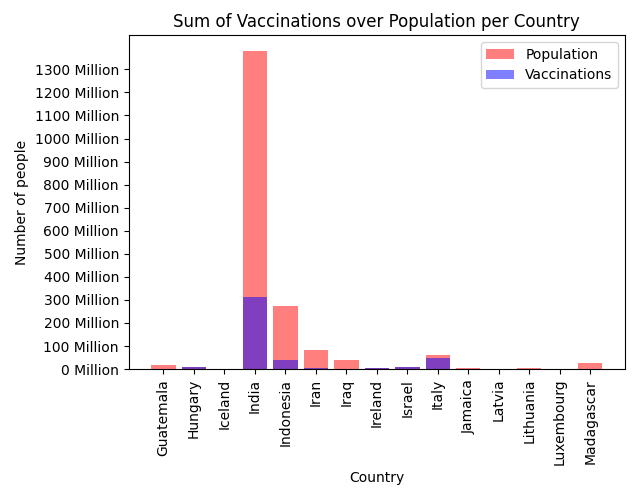 Sum of Vaccinations over Population per Country
Population
Vaccinations
1300 Million
1200 Million
1100 Million
1000 Million
900 Million
800 Million
700 Million
600 Million
500 Million
400 Million
300 Million
200 Million
100 Million
0 Million
Number of people
Guatemala
Hungary
Iceland
India
Indonesia
Iran
Iraq
Ireland
Israel
Italy
Jamaica
Latvia
Lithuania
Luxembourg
Madagascar
Country